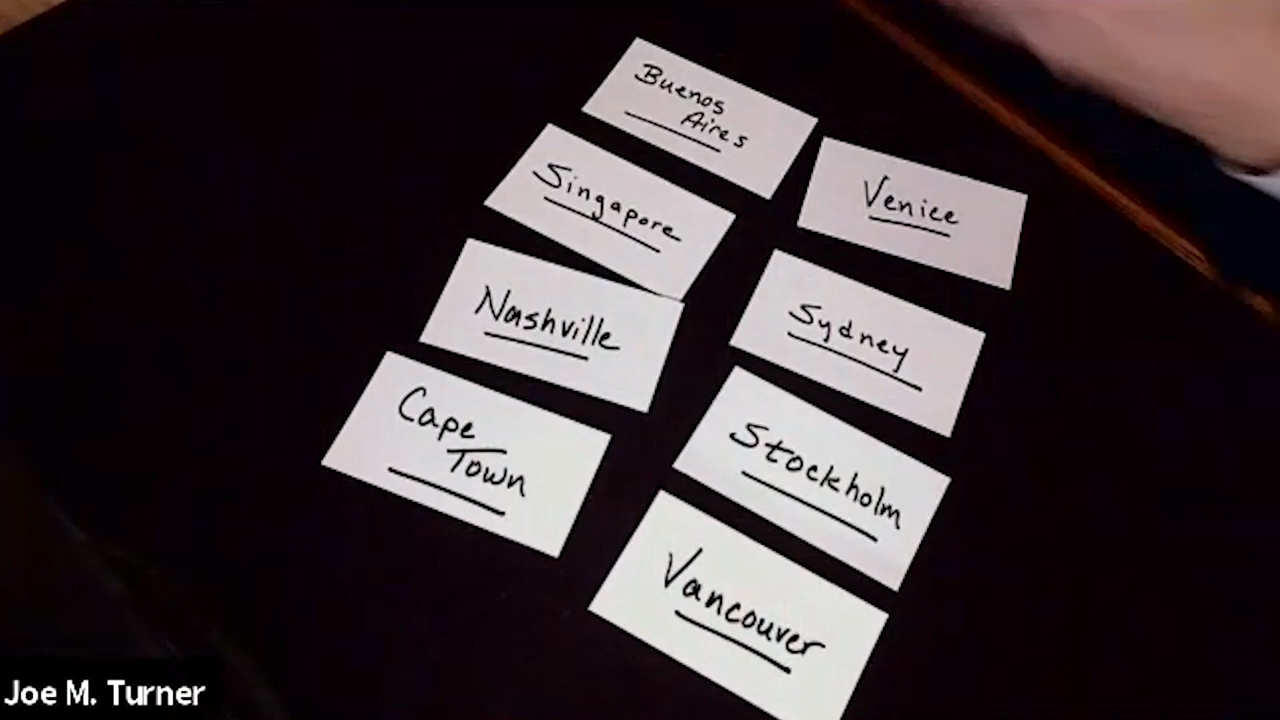 Buenos
Aires
Singapore
Nashville
Cape
Town
Venice
Sydney
Stockholm
Vancouver
Joe M. Turner